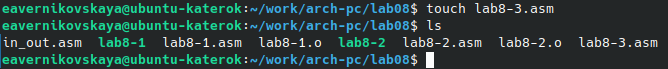 eavernikovskaya@ubuntu-katerok:~/work/arch-pc/lab08$ touch lab8-3.asm
eavernikovskaya@ubuntu-katerok:~/work/arch-pc/lab08$ ls
in_out.asm  lab8-1  lab8-1.asm  lab8-1.o  lab8-2  lab8-2.asm  lab8-2.o  lab8-3.asm
eavernikovskaya@ubuntu-katerok:~/work/arch-pc/lab08$